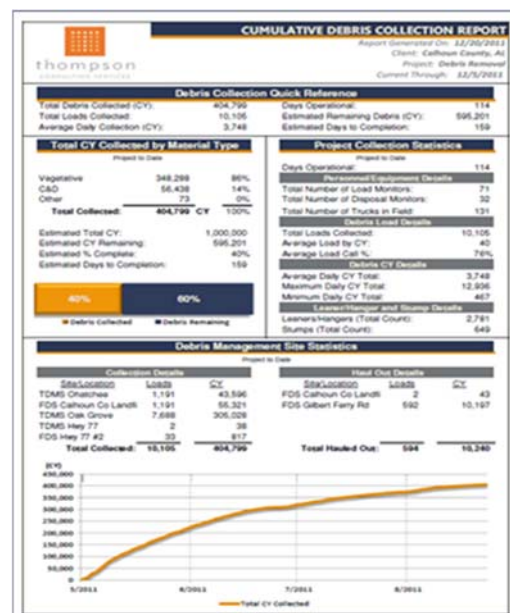 CUMULATIVE DEBRIS COLLECTION REPORT
thompson
CONSULTING SERVICES
Report Generated On: 12/20/2011
Client: Calhoun County, AL
Project: Debris Removal
Current Through: 12/5/2011
Debris Collection Quick Reference
Total Debris Collected (CY): 404,799
Total Loads Collected: 10,105
Average Daily Collection (CY): 3,748
Days Operational: 114
Estimated Remaining Debris (CY): 595,201
Estimated Days to Completion: 159
Total CY Collected by Material Type
Project to Date
Vegetative 348,288 86%
C&D 56,438 14%
Other 73 0%
Total Collected: 404,799 CY 100%
Estimated Total CY: 1,000,000
Estimated CY Remaining: 595,201
Estimated % Complete: 40%
Estimated Days to Completion: 159
40% 60%
Debris Collected Debris Remaining
Project Collection Statistics
Project to Date
Days Operational: 114
Personnel/Equipment Details
Total Number of Load Monitors: 71
Total Number of Disposal Monitors: 32
Total Number of Trucks in Field: 131
Debris Load Details
Total Loads Collected: 10,105
Average Load by CY: 40
Average Load Call %: 76%
Debris CY Details
Average Daily CY Total: 3,748
Maximum Daily CY Total: 12,936
Minimum Daily CY Total: 467
Leaner/Hanger and Stump Details
Leaners/Hangers (Total Count): 2,781
Stumps (Total Count): 649
Debris Management Site Statistics
Project to Date
Collection Details
Site/Location Loads CY
TDMS Ohatchee 1,191 43,596
FDS Calhoun Co Landfi 1,191 55,321
TDMS Oak Grove 7,688 305,028
TDMS Hwy 77 2 38
FDS Hwy 77 #2 33 817
Total Collected: 10,105 404,799
Haul Out Details
Site/Location Loads CY
FDS Calhoun Co Landfi 2 43
FDS Gilbert Ferry Rd 592 10,197
Total Hauled Out: 594 10,240
(CY)
450,000
400,000
350,000
300,000
250,000
200,000
150,000
100,000
50,000
0
5/2011 6/2011 7/2011 8/2011
Total CY Collected